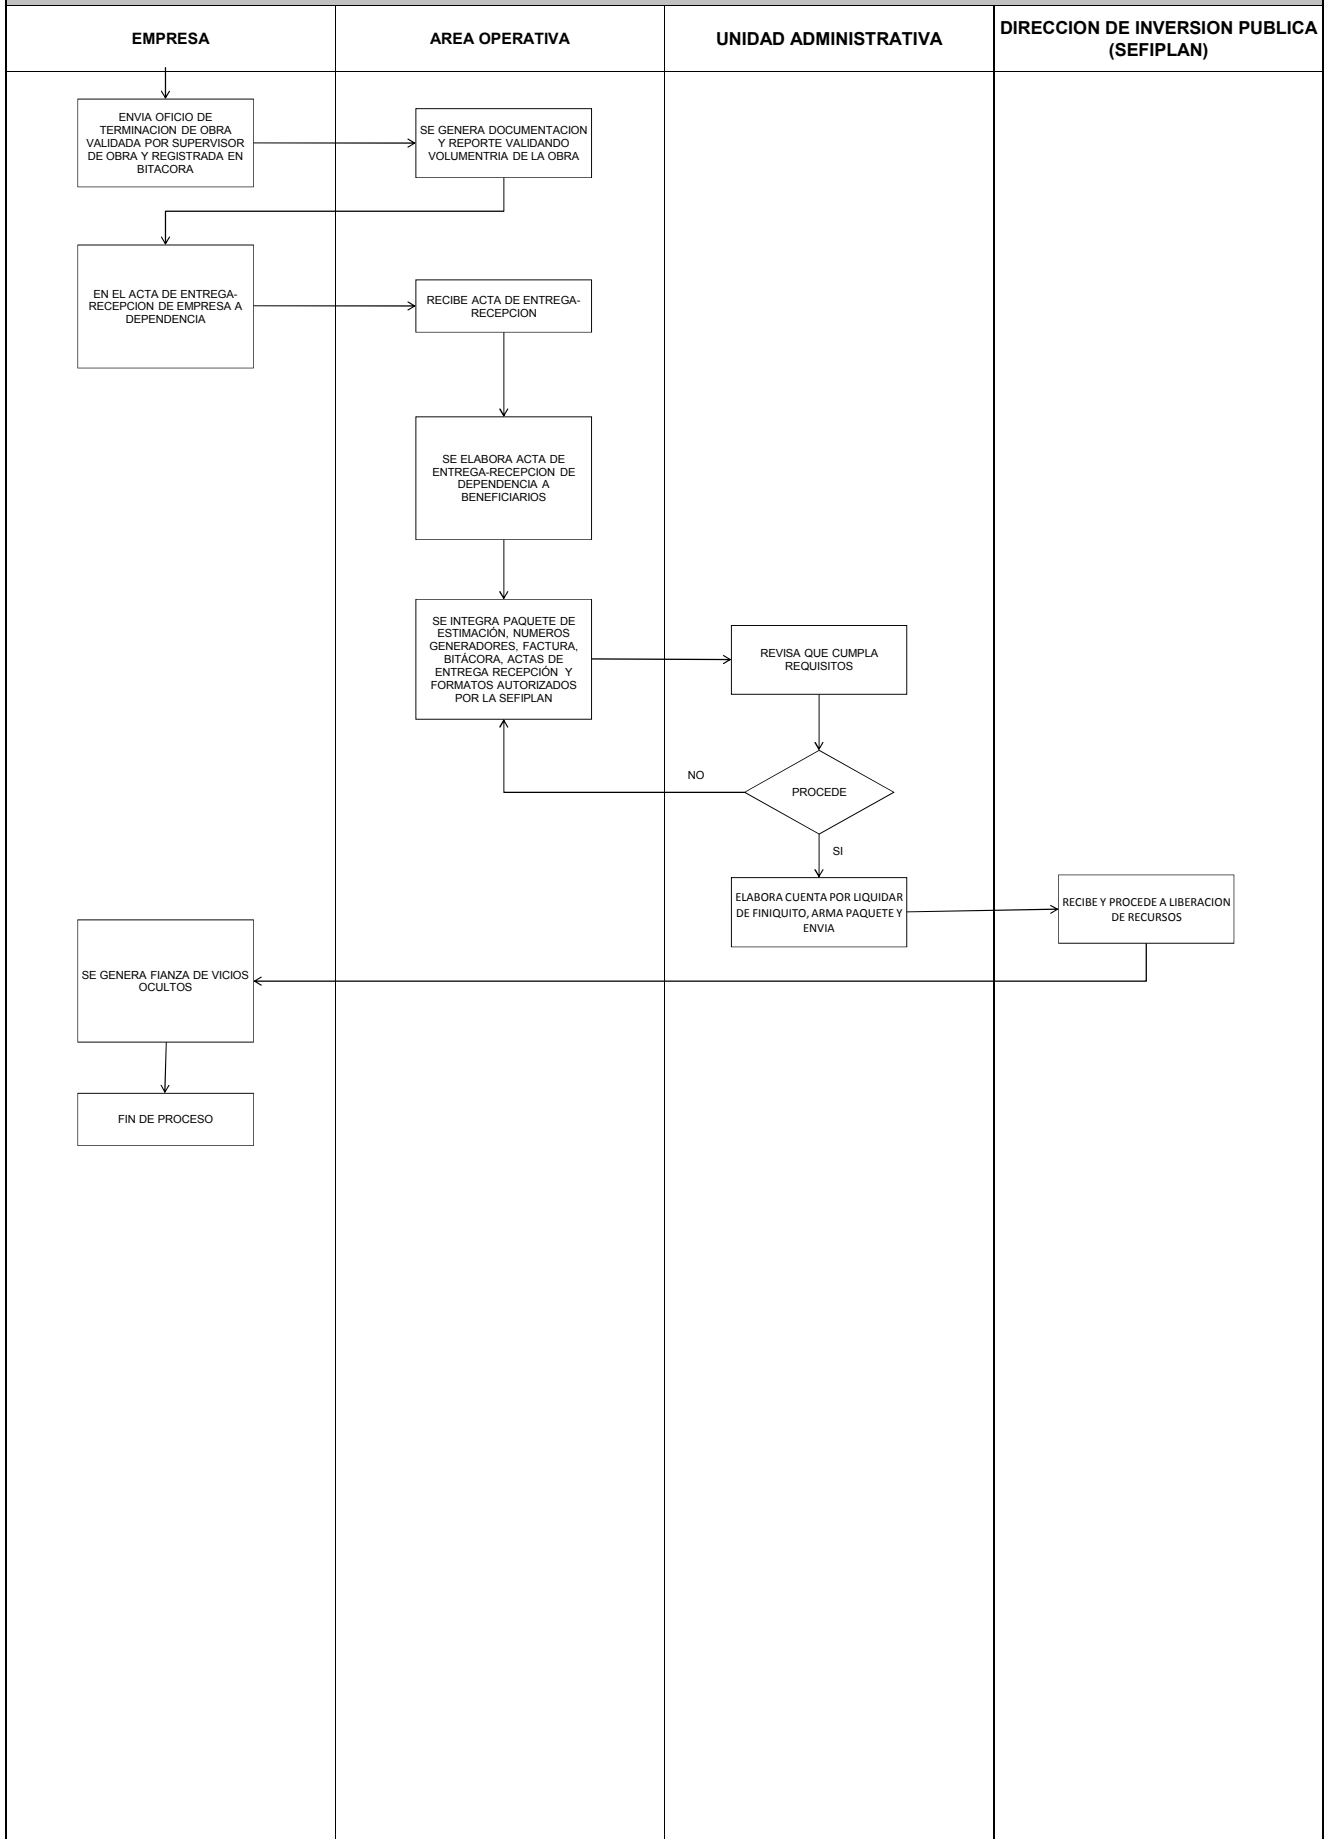 EMPRESA
AREA OPERATIVA
UNIDAD ADMINISTRATIVA
DIRECCION DE INVERSION PUBLICA
(SEFIPLAN)
ENVIA OFICIO DE
TERMINACION DE OBRA
VALIDADA POR SUPERVISOR
DE OBRA Y REGISTRADA EN
BITACORA
SE GENERA DOCUMENTACION
Y REPORTE VALIDANDO
VOLUMENTRIA DE LA OBRA
EN EL ACTA DE ENTREGA-
RECEPCION DE EMPRESA A
DEPENDENCIA
RECIBE ACTA DE ENTREGA-
RECEPCION
SE ELABORA ACTA DE
ENTREGA-RECEPCION DE
DEPENDENCIA A
BENEFICIARIOS
SE INTEGRA PAQUETE DE
ESTIMACIÓN, NUMEROS
GENERADORES, FACTURA,
BITÁCORA, ACTAS DE
ENTREGA RECEPCIÓN Y
FORMATOS AUTORIZADOS
POR LA SEFIPLAN
REVISA QUE CUMPLA
REQUISITOS
NO
PROCEDE
SI
ELABORA CUENTA POR LIQUIDAR
DE FINIQUITO, ARMA PAQUETE Y
ENVIA
RECIBE Y PROCEDE A LIBERACION
DE RECURSOS
SE GENERA FIANZA DE VICIOS
OCULTOS
FIN DE PROCESO